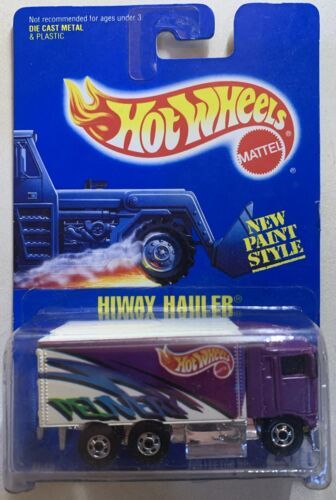 Not recommended for ages under 3
DIE CAST METAL
& PLASTIC
HOT WHEELS®
MATTEL
NEW
PAINT
STYLE
HIWAY HAULER®
HOT WHEELS
DELIVERY